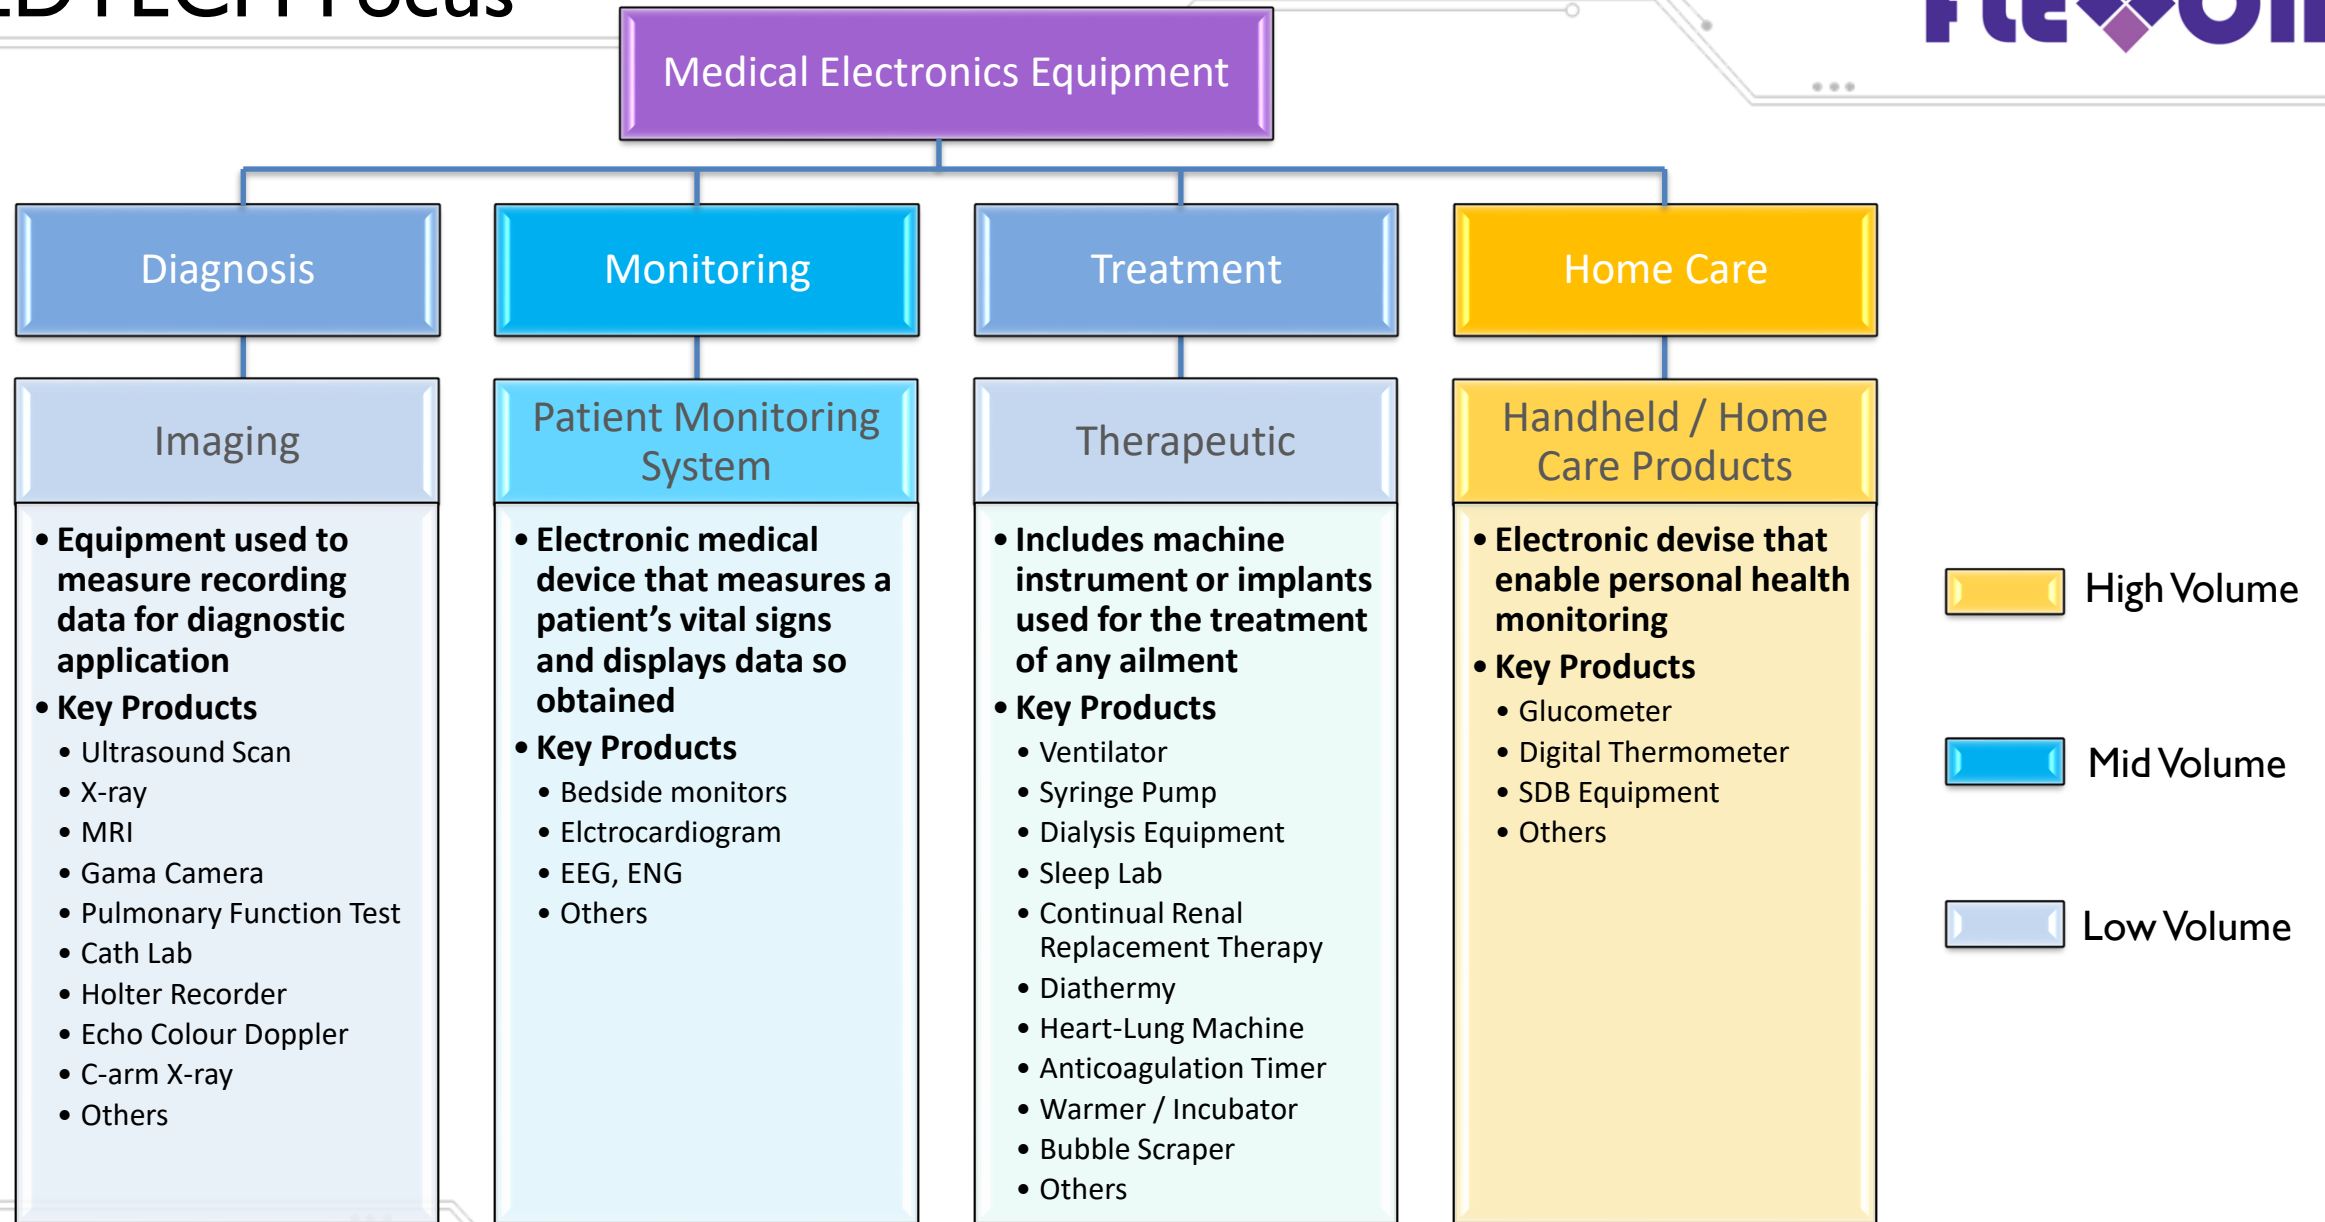 Medical Electronics Equipment
Diagnosis
Imaging
• Equipment used to
measure recording
data for diagnostic
application
• Key Products
• Ultrasound Scan
• X-ray
• MRI
• Gama Camera
• Pulmonary Function Test
• Cath Lab
• Holter Recorder
• Echo Colour Doppler
• C-arm X-ray
• Others
Monitoring
Patient Monitoring
System
• Electronic medical
device that measures a
patient’s vital signs
and displays data so
obtained
• Key Products
• Bedside monitors
• Elctrocardiogram
• EEG, ENG
• Others
Treatment
Therapeutic
• Includes machine
instrument or implants
used for the treatment
of any ailment
• Key Products
• Ventilator
• Syringe Pump
• Dialysis Equipment
• Sleep Lab
• Continual Renal
Replacement Therapy
• Diathermy
• Heart-Lung Machine
• Anticoagulation Timer
• Warmer / Incubator
• Bubble Scraper
• Others
Home Care
Handheld / Home
Care Products
• Electronic devise that
enable personal health
monitoring
• Key Products
• Glucometer
• Digital Thermometer
• SDB Equipment
• Others
High Volume
Mid Volume
Low Volume